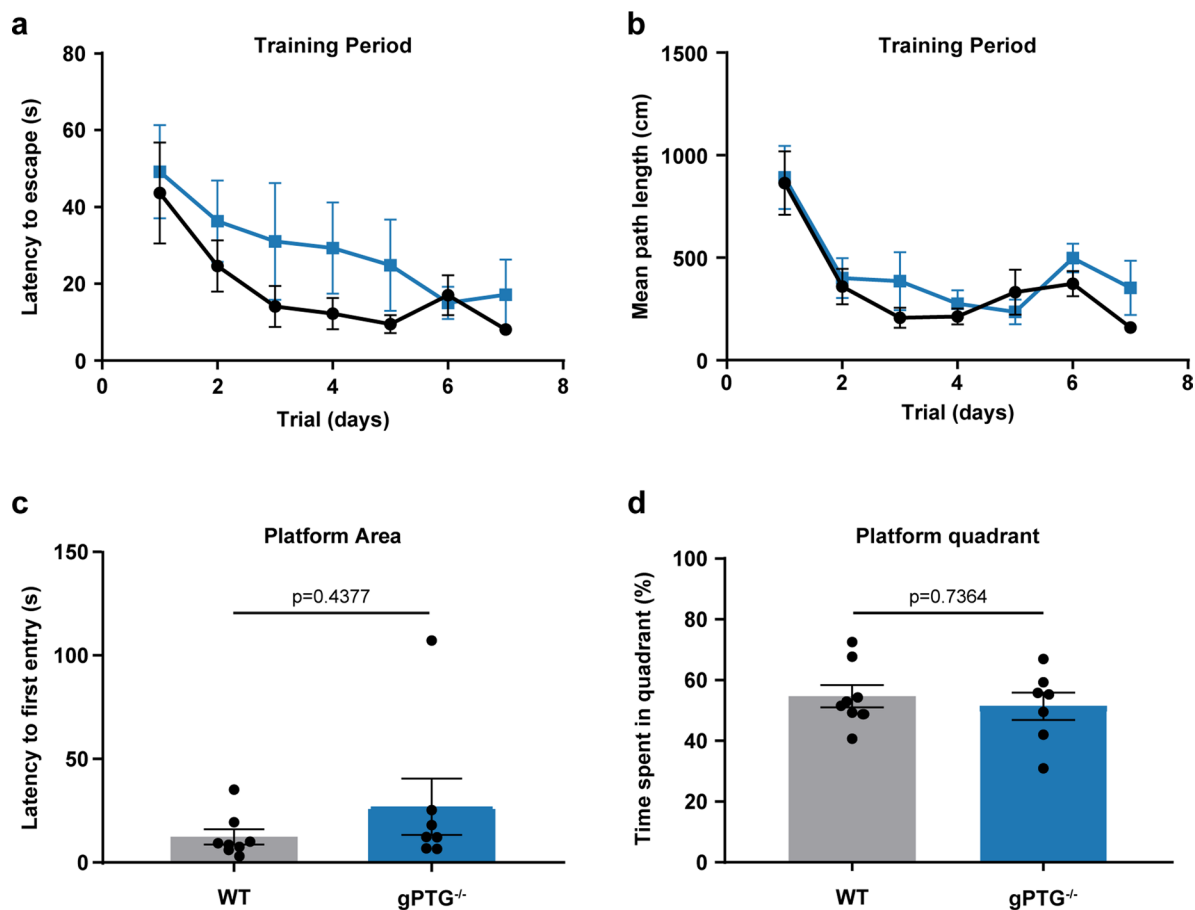 a
Training Period
Latency to escape (s)
80
60
40
20
0
0 2 4 6 8
Trial (days)
b
Training Period
Mean path length (cm)
1500
1000
500
0
0 2 4 6 8
Trial (days)
c
Platform Area
Latency to first entry (s)
150
100
50
0
p=0.4377
WT gPTG-/-
d
Platform quadrant
Time spent in quadrant (%)
100
80
60
40
20
0
p=0.7364
WT gPTG-/-